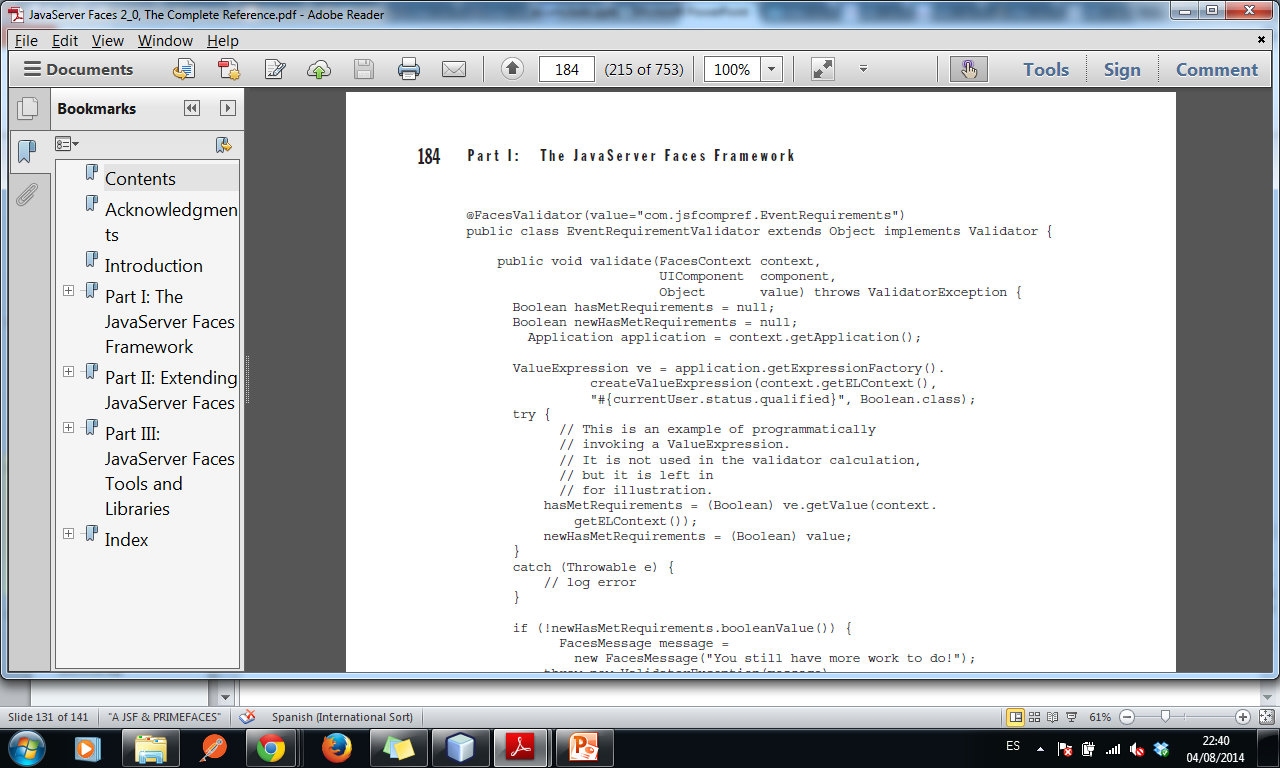 JavaServer Faces 2_0, The Complete Reference.pdf - Adobe Reader
File Edit View Window Help
Documents
184
(215 of 753)
100%
Tools
Sign
Comment
Bookmarks
Contents
Acknowledgmen
ts
Introduction
Part I: The
JavaServer Faces
Framework
Part II: Extending
JavaServer Faces
Part III:
JavaServer Faces
Tools and
Libraries
Index
184 Part I: The JavaServer Faces Framework
@FacesValidator(value="com.jsfcompref.EventRequirements")
public class EventRequirementValidator extends Object implements Validator {
public void validate(FacesContext context,
UIComponent component,
Object value) throws ValidatorException {
Boolean hasMetRequirements = null;
Boolean newHasMetRequirements = null;
Application application = context.getApplication();
ValueExpression ve = application.getExpressionFactory().
createValueExpression(context.getELContext(),
"#{currentUser.status.qualified}", Boolean.class);
try {
// This is an example of programmatically
// invoking a ValueExpression.
// It is not used in the validator calculation,
// but it is left in
// for illustration.
hasMetRequirements = (Boolean) ve.getValue(context.
getELContext());
newHasMetRequirements = (Boolean) value;
}
catch (Throwable e) {
// log error
}
if (!newHasMetRequirements.booleanValue()) {
FacesMessage message =
new FacesMessage("You still have more work to do!");
throw new ValidatorException(message)
Slide 131 of 141
"A JSF & PRIMEFACES"
Spanish (International Sort)
61%
ES
22:40
04/08/2014